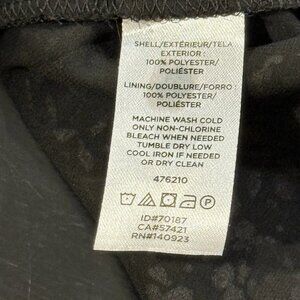 SHELL/EXTÉRIEUR/TELA
EXTERIOR:
100% POLYESTER/
POLIÉSTER
LINING/DOUBLURE/FORRO:
100% POLYESTER/
POLIÉSTER
MACHINE WASH COLD
ONLY NON-CHLORINE
BLEACH WHEN NEEDED
TUMBLE DRY LOW
COOL IRON IF NEEDED
OR DRY CLEAN
476210
P
ID#70187
CA#57421
RN#140923